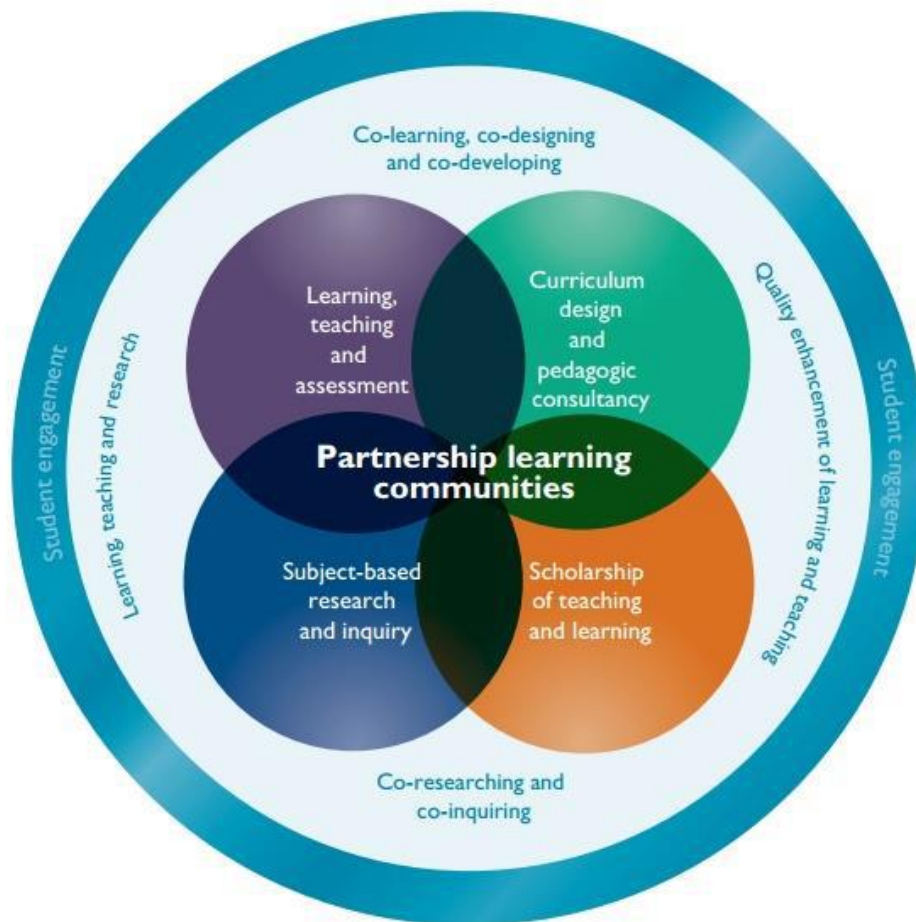 Co-learning, co-designing
and co-developing
Student engagement
Learning, teaching and research
Learning,
teaching
and
assessment
Curriculum
design
and
pedagogic
consultancy
Quality enhancement of learning and teaching
Student engagement
Partnership learning
communities
Subject-based
research
and inquiry
Scholarship
of teaching
and learning
Co-researching and
co-inquiring